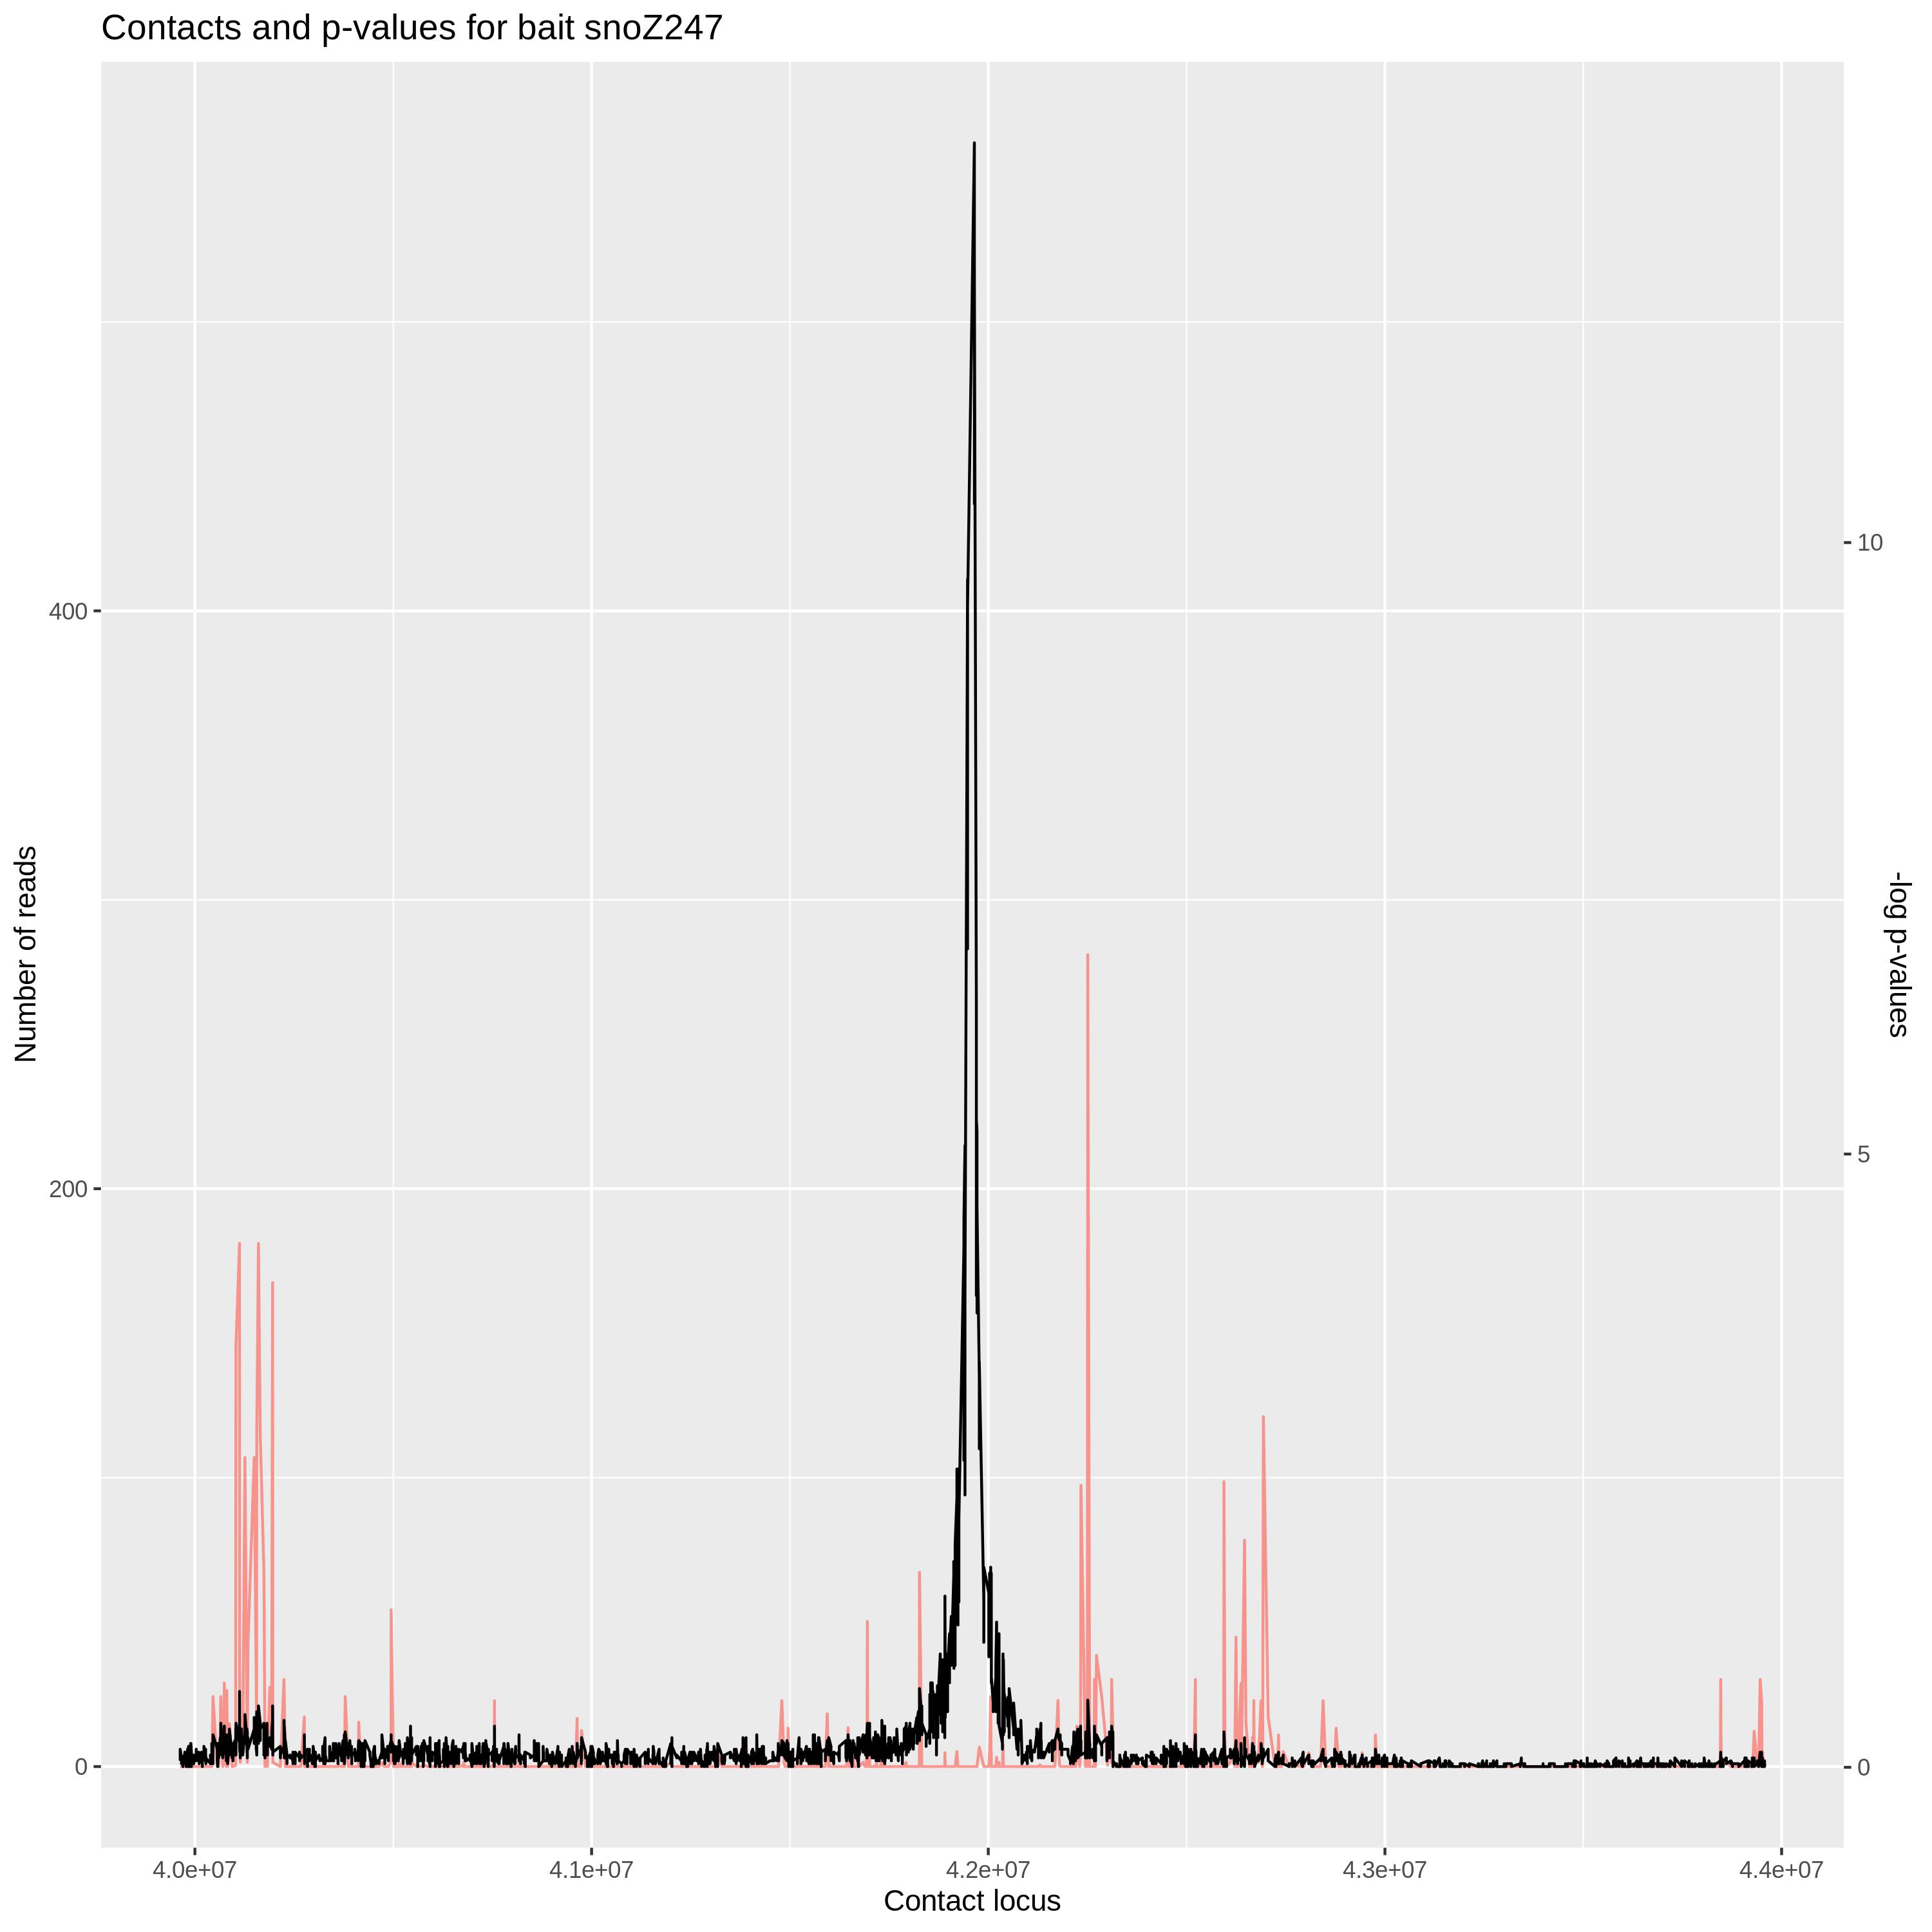 Contacts and p-values for bait snoZ247
Number of reads
400
200
0
10
5
0
-log p-values
4.0e+07
4.1e+07
4.2e+07
4.3e+07
4.4e+07
Contact locus